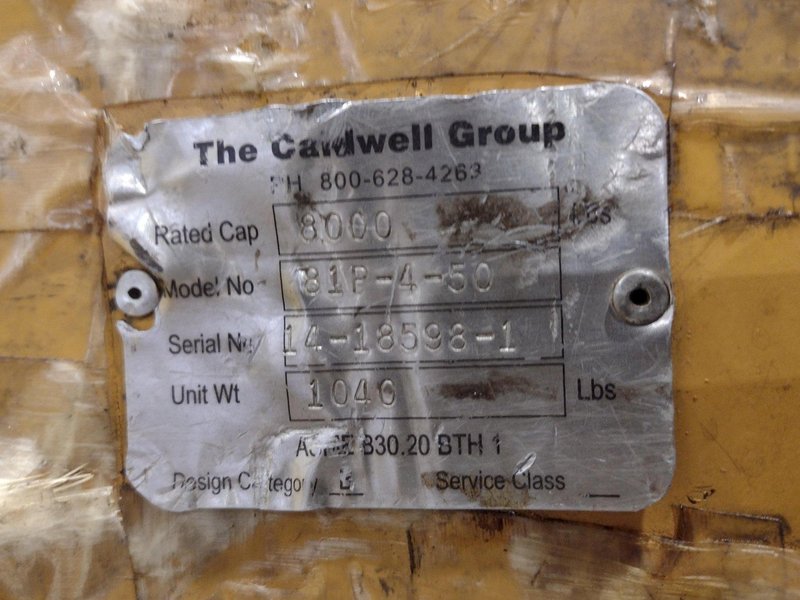 The Caldwell Group
PH 800-628-4263
Rated Cap 8000 Lbs
Model No 81P-4-50
Serial No 14-18598-1
Unit Wt 1040 Lbs
ASME B30.20 BTH 1
Design Category Service Class